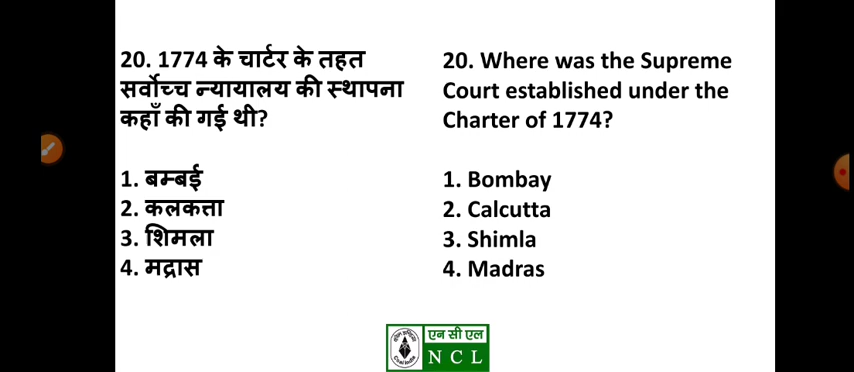 20. 1774 के चार्टर के तहत
सर्वोच्च न्यायालय की स्थापना
कहाँ की गई थी?
1. बम्बई
2. कलकत्ता
3. शिमला
4. मद्रास
20. Where was the Supreme
Court established under the
Charter of 1774?
1. Bombay
2. Calcutta
3. Shimla
4. Madras
एन सी एल
N C L